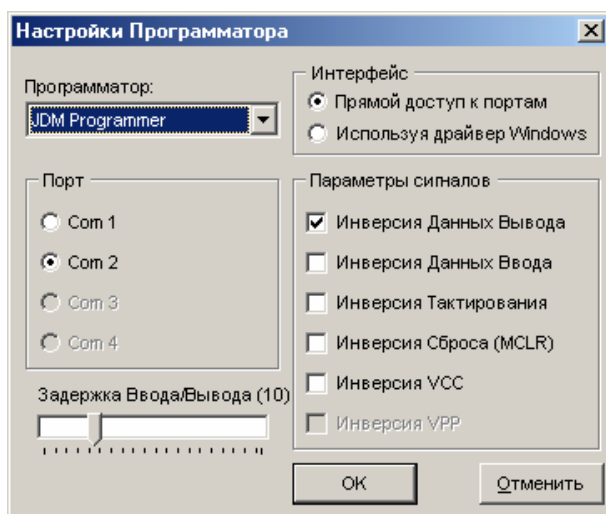 Настройки Программатора
Программатор:
JDM Programmer
Интерфейс
Прямой доступ к портам
Используя драйвер Windows
Порт
Com 1
Com 2
Com 3
Com 4
Параметры сигналов
Инверсия Данных Вывода
Инверсия Данных Ввода
Инверсия Тактирования
Инверсия Сброса (MCLR)
Инверсия VCC
Инверсия VPP
Задержка Ввода/Вывода (10)
OK
Отменить